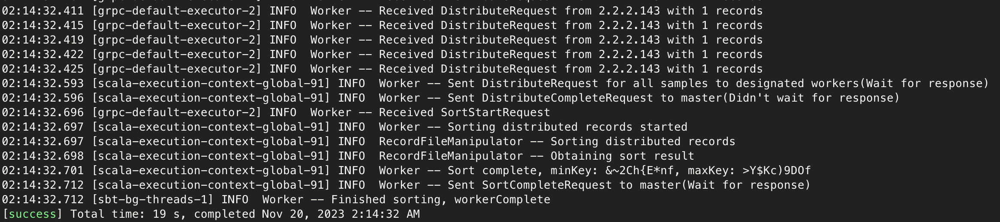 02:14:32.411 [grpc-default-executor-2] INFO  Worker -- Received DistributeRequest from 2.2.2.143 with 1 records
02:14:32.415 [grpc-default-executor-2] INFO  Worker -- Received DistributeRequest from 2.2.2.143 with 1 records
02:14:32.419 [grpc-default-executor-2] INFO  Worker -- Received DistributeRequest from 2.2.2.143 with 1 records
02:14:32.422 [grpc-default-executor-2] INFO  Worker -- Received DistributeRequest from 2.2.2.143 with 1 records
02:14:32.425 [grpc-default-executor-2] INFO  Worker -- Received DistributeRequest from 2.2.2.143 with 1 records
02:14:32.593 [scala-execution-context-global-91] INFO  Worker -- Sent DistributeRequest for all samples to designated workers(Wait for response)
02:14:32.596 [scala-execution-context-global-91] INFO  Worker -- Sent DistributeCompleteRequest to master(Didn't wait for response)
02:14:32.696 [grpc-default-executor-2] INFO  Worker -- Received SortStartRequest
02:14:32.697 [scala-execution-context-global-91] INFO  Worker -- Sorting distributed records started
02:14:32.697 [scala-execution-context-global-91] INFO  RecordFileManipulator -- Sorting distributed records
02:14:32.698 [scala-execution-context-global-91] INFO  RecordFileManipulator -- Obtaining sort result
02:14:32.701 [scala-execution-context-global-91] INFO  Worker -- Sort complete, minKey: &~2Ch{E*nf, maxKey: >Y$Kc)9DOf
02:14:32.712 [scala-execution-context-global-91] INFO  Worker -- Sent SortCompleteRequest to master(Wait for response)
02:14:32.712 [sbt-bg-threads-1] INFO  Worker -- Finished sorting, workerComplete
[success] Total time: 19 s, completed Nov 20, 2023 2:14:32 AM